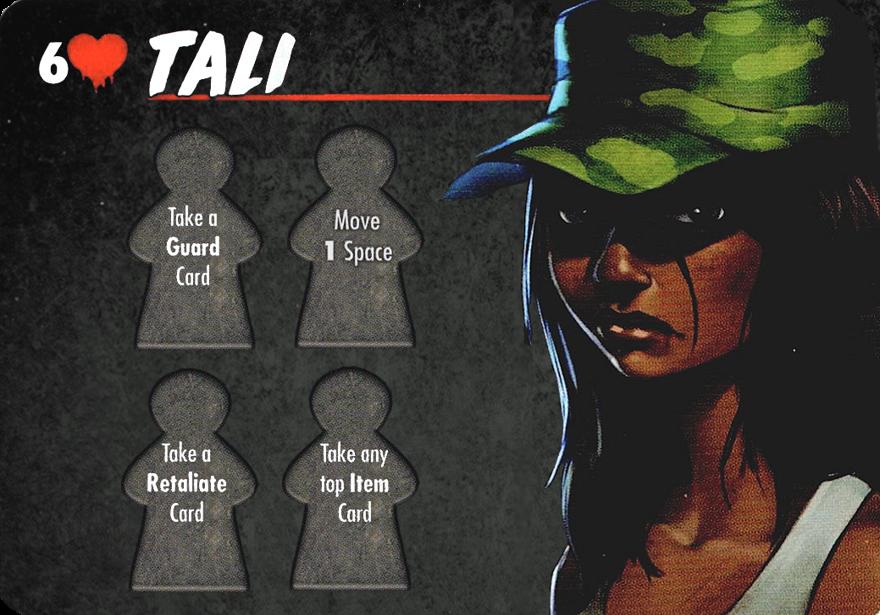 6 TALI
Take a
Guard
Card
Move
1 Space
Take a
Retaliate
Card
Take any
top Item
Card